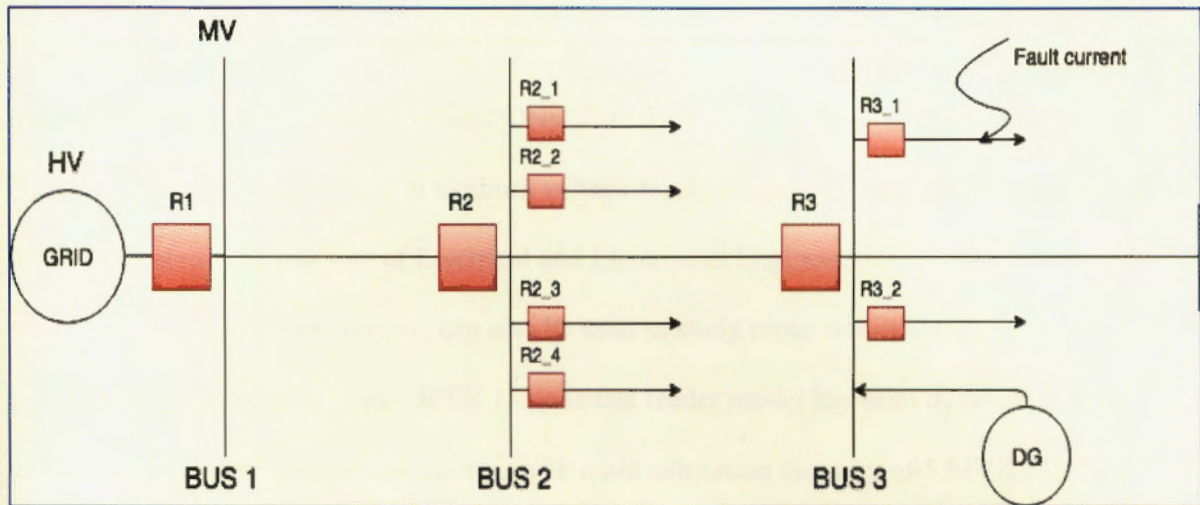 MV
Fault current
R2_1
R3_1
R2_2
HV
R1
R2
R3
GRID
R2_3
R3_2
R2_4
DG
BUS 1
BUS 2
BUS 3